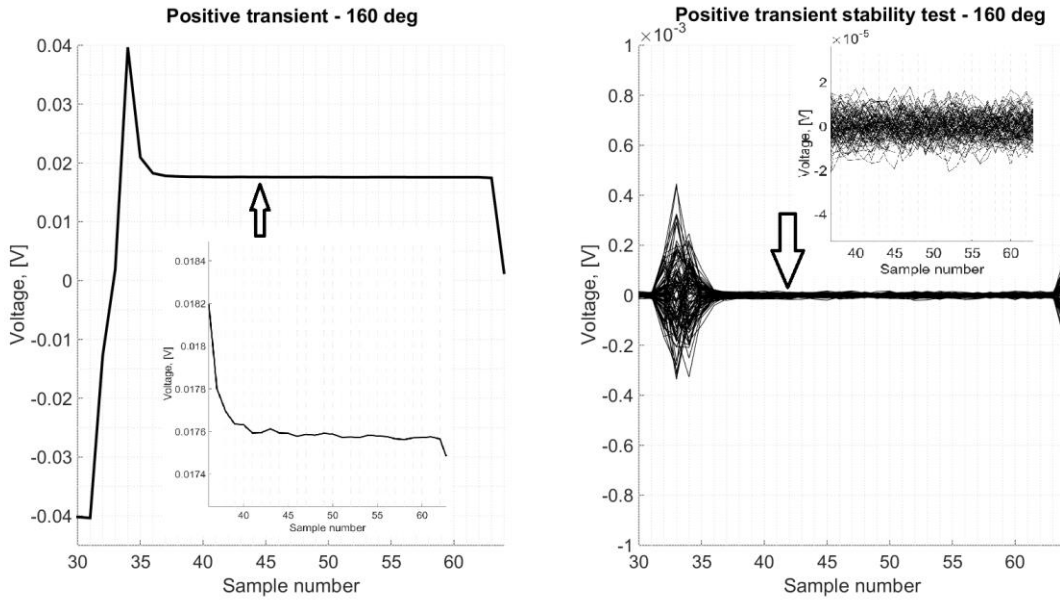 Positive transient - 160 deg
0.04
0.03
0.02
0.01
0
-0.01
-0.02
-0.03
-0.04
Voltage, [V]
30 35 40 45 50 55 60
Sample number
0.0184
0.0182
0.018
0.0178
0.0176
0.0174
Voltage, [V]
40 45 50 55 60
Sample number
Positive transient stability test - 160 deg
×10-3
1
0.8
0.6
0.4
0.2
0
-0.2
-0.4
-0.6
-0.8
-1
Voltage, [V]
30 35 40 45 50 55 60
Sample number
×10-5
2
0
-2
-4
Voltage, [V]
40 45 50 55 60
Sample number